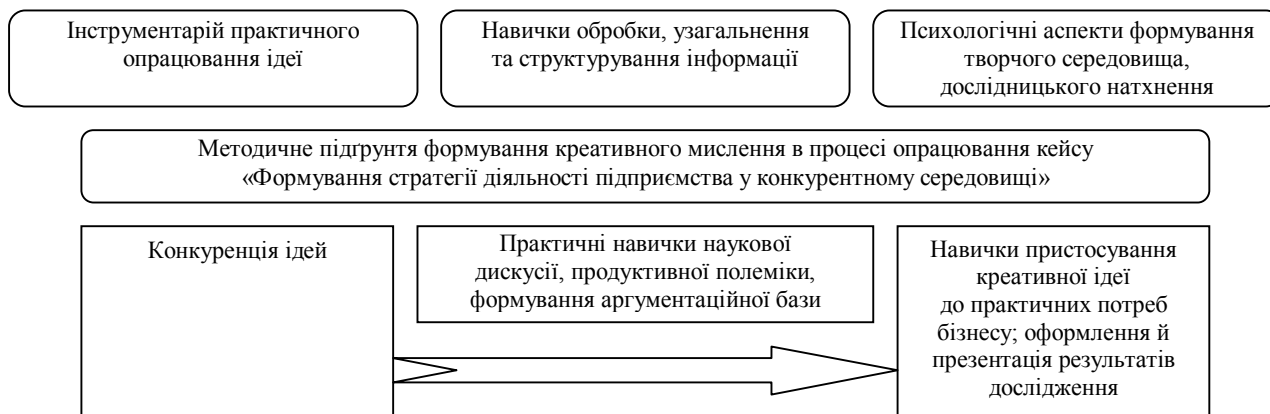 Інструментарій практичного
опрацювання ідеї
Навички обробки, узагальнення
та структурування інформації
Психологічні аспекти формування
творчого середовища,
дослідницького натхнення
Методичне підґрунтя формування креативного мислення в процесі опрацювання кейсу
«Формування стратегії діяльності підприємства у конкурентному середовищі»
Конкуренція ідей
Практичні навички наукової
дискусії, продуктивної полеміки,
формування аргументаційної бази
Навички пристосування
креативної ідеї
до практичних потреб
бізнесу; оформлення й
презентація результатів
дослідження